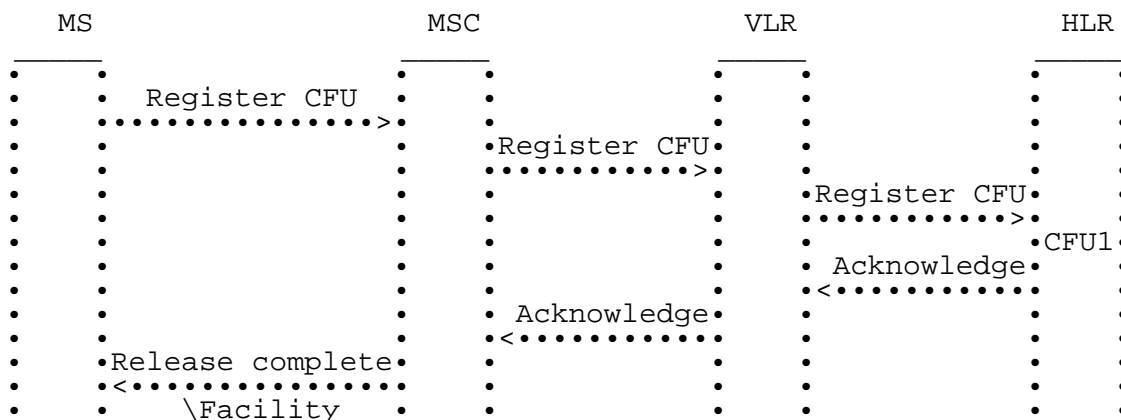 MS MSC VLR HLR
Register CFU
Register CFU
Register CFU
CFU1
Acknowledge
Acknowledge
Release complete
\Facility